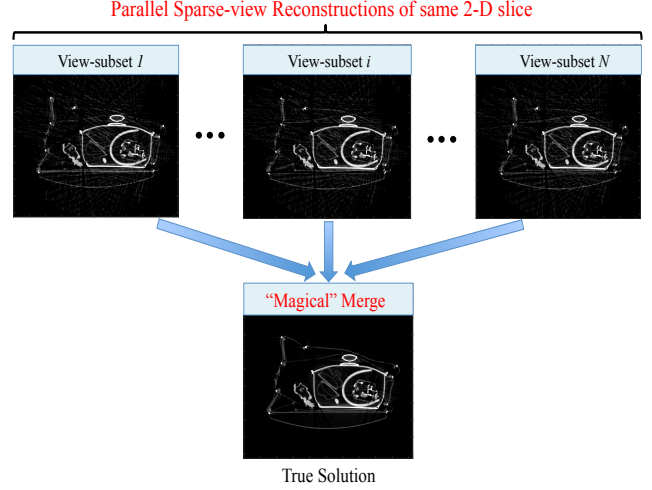 Parallel Sparse-view Reconstructions of same 2-D slice
View-subset 1
View-subset i
View-subset N
“Magical” Merge
True Solution